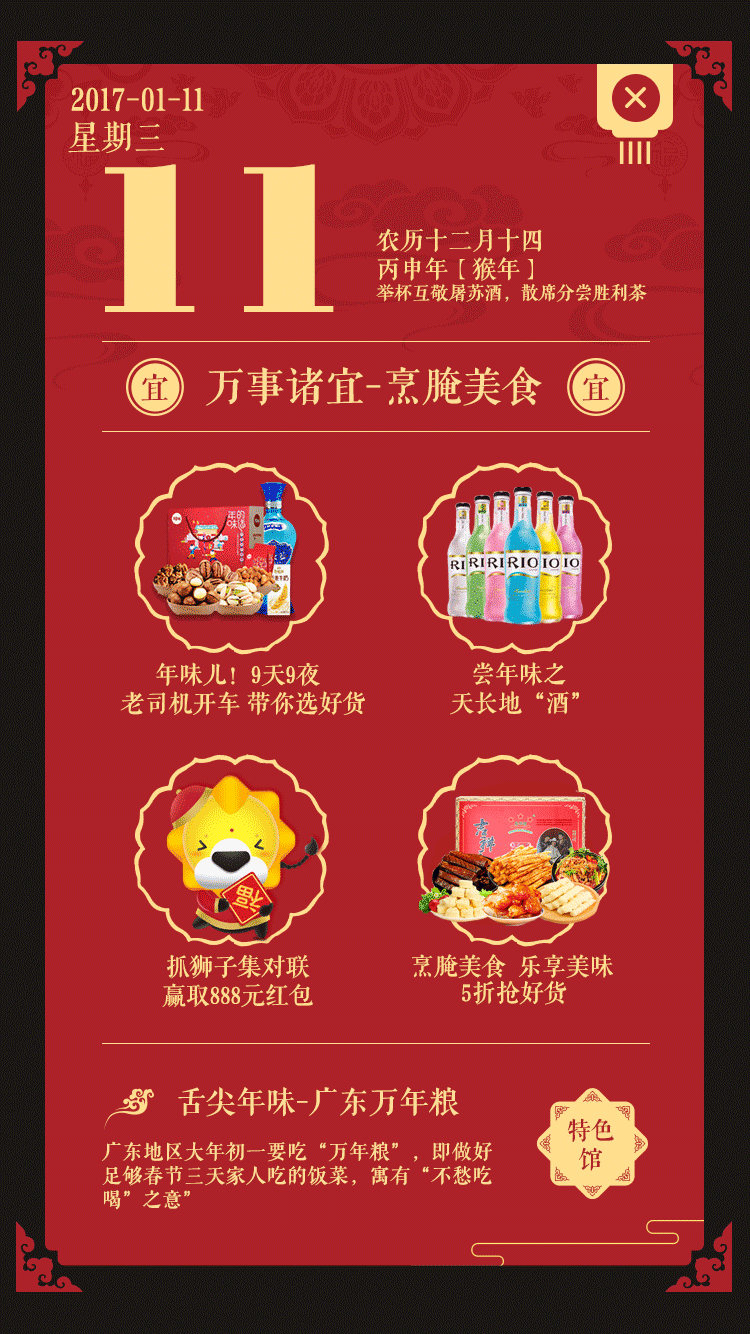 2017-01-11
星期三
11
农历十二月十四
丙申年［猴年］
举杯互敬屠苏酒，散席分尝胜利茶
宜 万事诸宜-烹腌美食 宜
年味
RIO
年味儿！9天9夜
老司机开车 带你选好货
尝年味之
天长地“酒”
福
抓狮子集对联
赢取888元红包
烹腌美食 乐享美味
5折抢好货
舌尖年味-广东万年粮
广东地区大年初一要吃“万年粮”，即做好
足够春节三天家人吃的饭菜，寓有“不愁吃
喝”之意”
特色
馆